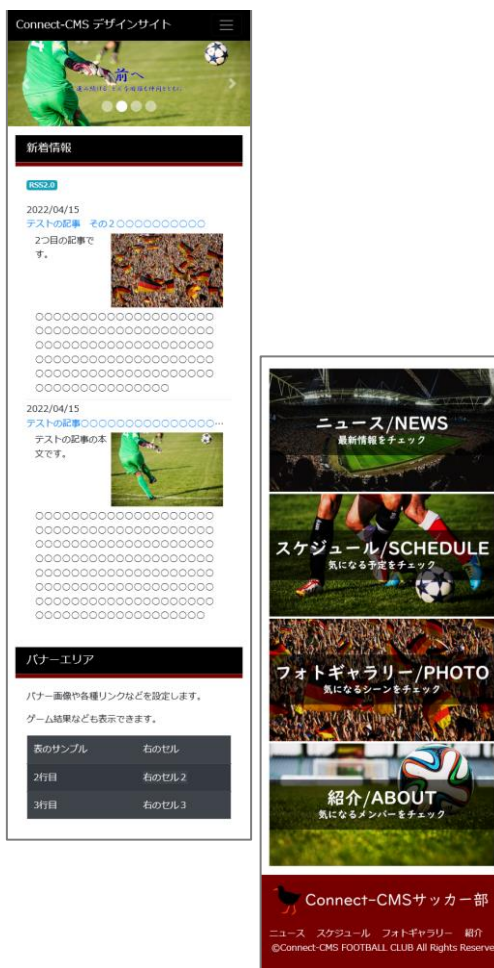 Connect-CMS デザインサイト
前へ
新着情報
RSS2.0
2022/04/15
テストの記事　その２○○○○○○○○○○
2つ目の記事で
す。
○○○○○○○○○○○○○○○○○○○○
○○○○○○○○○○○○○○○○○○○○
○○○○○○○○○○○○○○○○○○○○
○○○○○○○○○○○○○○○○○○○○
○○○○○○○○○○○○○○○○○○○○
○○○○○○○○○○○○○○○
2022/04/15
テストの記事○○○○○○○○○○○○○○○…
テストの記事の本
文です。
○○○○○○○○○○○○○○○○○○○○
○○○○○○○○○○○○○○○○○○○○
○○○○○○○○○○○○○○○○○○○○
○○○○○○○○○○○○○○○○○○○○
○○○○○○○○○○○○○○○○○○○○
○○○○○○○○○○○○○○○○○○○○
○○○○○○○○○○○○○○○○○○○○
○○○○○○○○○○○○○○○○○○○
バナーエリア
バナー画像や各種リンクなどを設定します。
ゲーム結果なども表示できます。
表のサンプル 右のセル
2行目 右のセル２
3行目 右のセル３
ニュース/NEWS
最新情報をチェック
スケジュール/SCHEDULE
気になる予定をチェック
フォトギャラリー/PHOTO
気になるシーンをチェック
紹介/ABOUT
気になるメンバーをチェック
Connect-CMSサッカー部
ニュース　スケジュール　フォトギャラリー　紹介
©Connect-CMS FOOTBALL CLUB All Rights Reserve